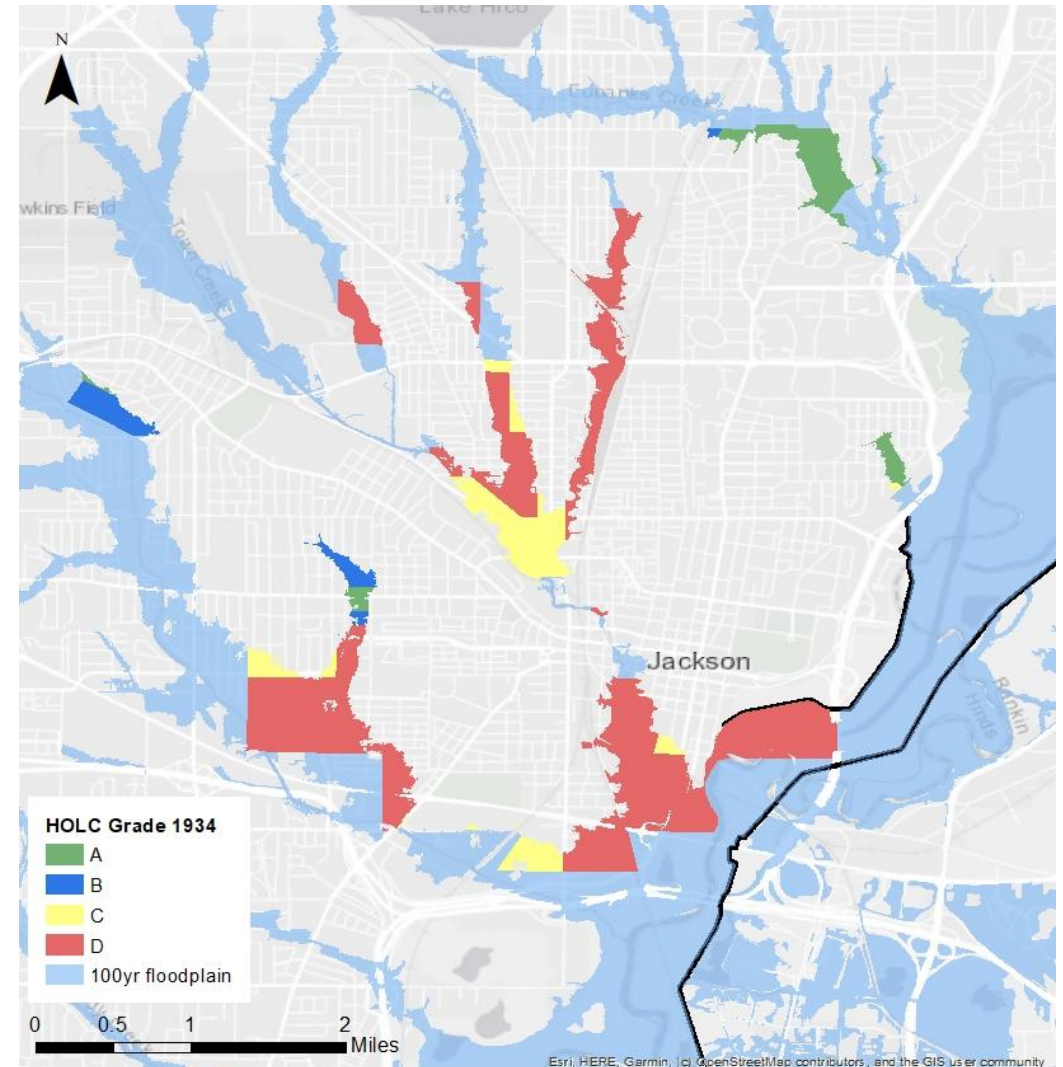 Lake Hico
N
Eubanks Creek
wkins Field
Town Creek
Jackson
Rankin
Hinds
HOLC Grade 1934
A
B
C
D
100yr floodplain
0 0.5 1 2
Miles
Esri, HERE, Garmin, (c) OpenStreetMap contributors, and the GIS user community